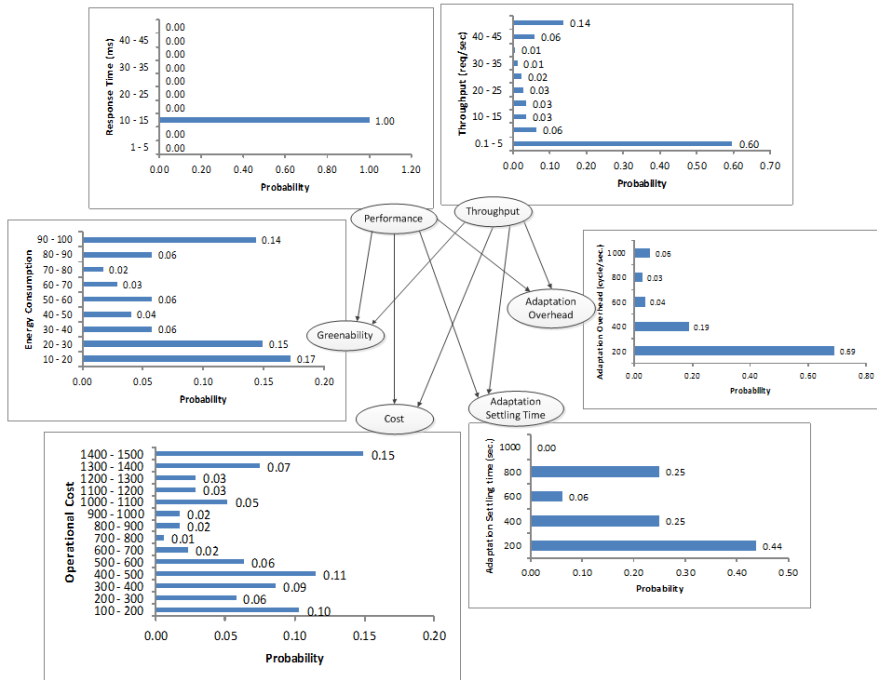 Response Time (ms)
0.00
40 - 45 0.00
0.00
30 - 35 0.00
0.00
20 - 25 0.00
0.00
10 - 15 1.00
0.00
1 - 5 0.00
0.00 0.20 0.40 0.60 0.80 1.00 1.20
Probability
Throughput (req/sec)
0.14
40 - 45 0.06
0.01
30 - 35 0.01
0.02
20 - 25 0.03
0.03
10 - 15 0.03
0.06
0.1 - 5 0.60
0.00 0.10 0.20 0.30 0.40 0.50 0.60 0.70
Probability
Performance
Throughput
Energy Consumption
90 - 100 0.14
80 - 90 0.06
70 - 80 0.02
60 - 70 0.03
50 - 60 0.06
40 - 50 0.04
30 - 40 0.06
20 - 30 0.15
10 - 20 0.17
0.00 0.05 0.10 0.15 0.20
Probability
Greenability
Adaptation
Overhead
Adaptation Overhead (cycle/sec.)
1000 0.06
800 0.03
600 0.04
400 0.19
200 0.69
0.00 0.20 0.40 0.60 0.80
Probability
Cost
Adaptation
Settling Time
Operational Cost
1400 - 1500 0.15
1300 - 1400 0.07
1200 - 1300 0.03
1100 - 1200 0.03
1000 - 1100 0.05
900 - 1000 0.02
800 - 900 0.02
700 - 800 0.01
600 - 700 0.02
500 - 600 0.06
400 - 500 0.11
300 - 400 0.09
200 - 300 0.06
100 - 200 0.10
0.00 0.05 0.10 0.15 0.20
Probability
Adaptation Settling time (sec.)
1000 0.00
800 0.25
600 0.06
400 0.25
200 0.44
0.00 0.10 0.20 0.30 0.40 0.50
Probability